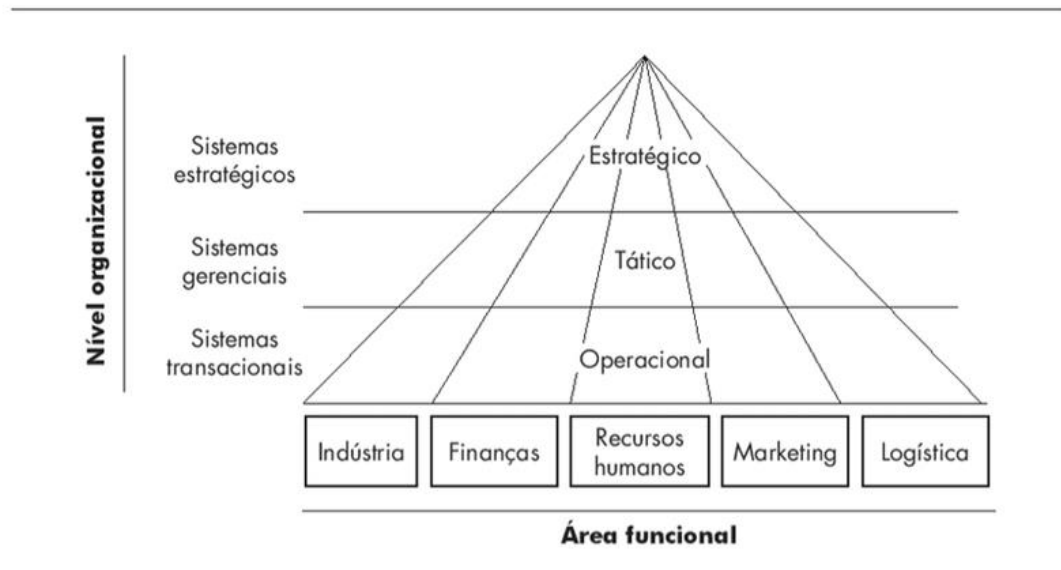 Nível organizacional
Sistemas
estratégicos
Estratégico
Sistemas
gerenciais
Tático
Sistemas
transacionais
Operacional
Indústria
Finanças
Recursos
humanos
Marketing
Logística
Área funcional